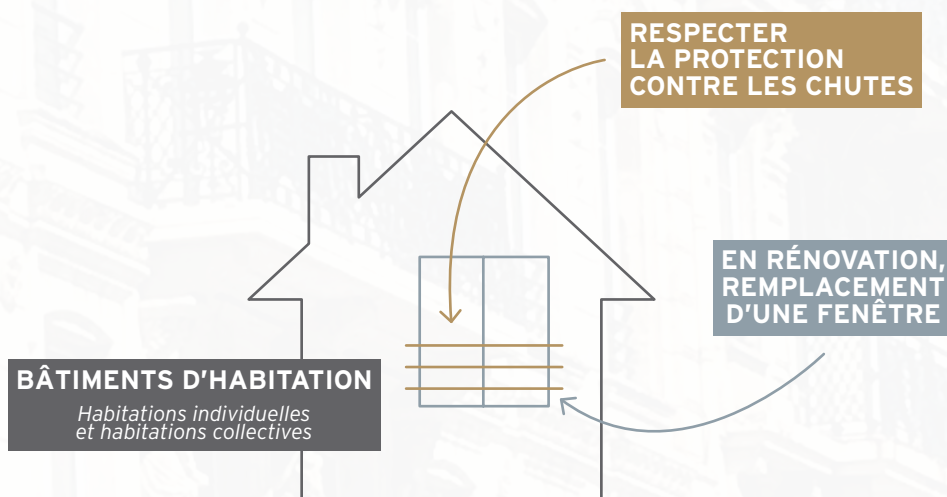 RESPECTER
LA PROTECTION
CONTRE LES CHUTES
EN RÉNOVATION,
REMPLACEMENT
D'UNE FENÊTRE
BÂTIMENTS D'HABITATION
Habitations individuelles
et habitations collectives